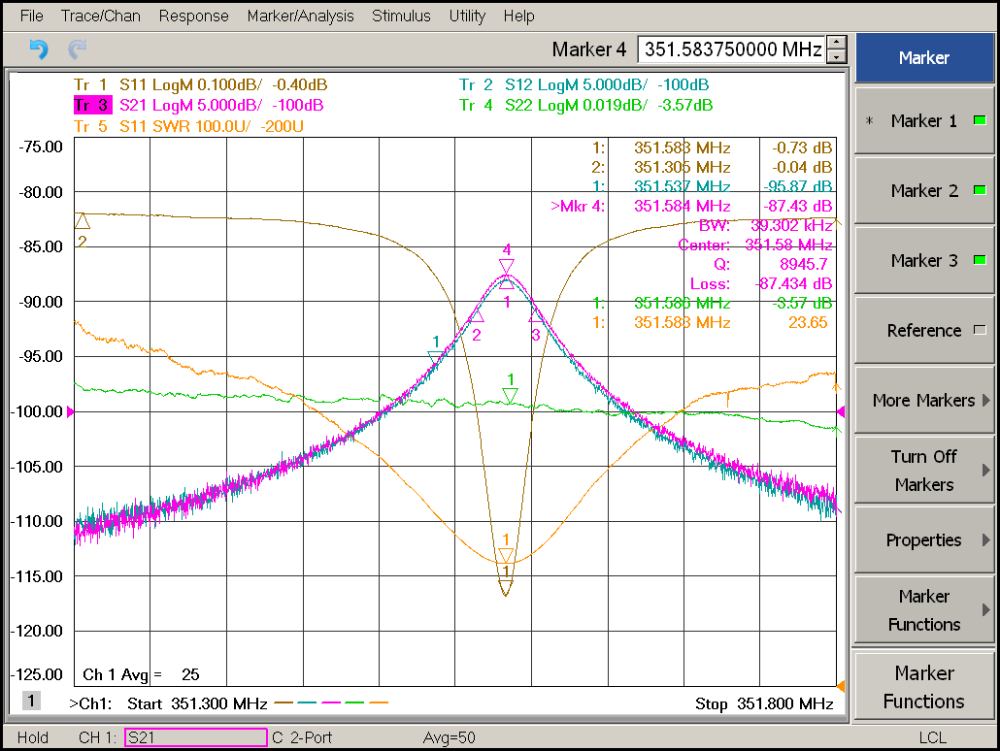 File Trace/Chan Response Marker/Analysis Stimulus Utility Help
Marker 4 351.583750000 MHz
Marker
Tr 1 S11 LogM 0.100dB/ -0.40dB
Tr 2 S12 LogM 5.000dB/ -100dB
Tr 3 S21 LogM 5.000dB/ -100dB
Tr 4 S22 LogM 0.019dB/ -3.57dB
Tr 5 S11 SWR 100.0U/ -200U
* Marker 1
Marker 2
Marker 3
Reference
More Markers
Turn Off
Markers
Properties
Marker
Functions
Marker
Functions
-75.00
-80.00
-85.00
-90.00
-95.00
-100.00
-105.00
-110.00
-115.00
-120.00
-125.00
1: 351.583 MHz -0.73 dB
2: 351.305 MHz -0.04 dB
1: 351.537 MHz -95.87 dB
>Mkr 4: 351.584 MHz -87.43 dB
BW: 39.302 kHz
Center: 351.58 MHz
Q: 8945.7
Loss: -87.434 dB
1: 351.586 MHz -3.57 dB
1: 351.583 MHz 23.65
2
4
1
2
3
1
1
1
1
Ch 1 Avg = 25
1 >Ch1: Start 351.300 MHz
Stop 351.800 MHz
Hold CH 1: S21 C 2-Port Avg=50 LCL